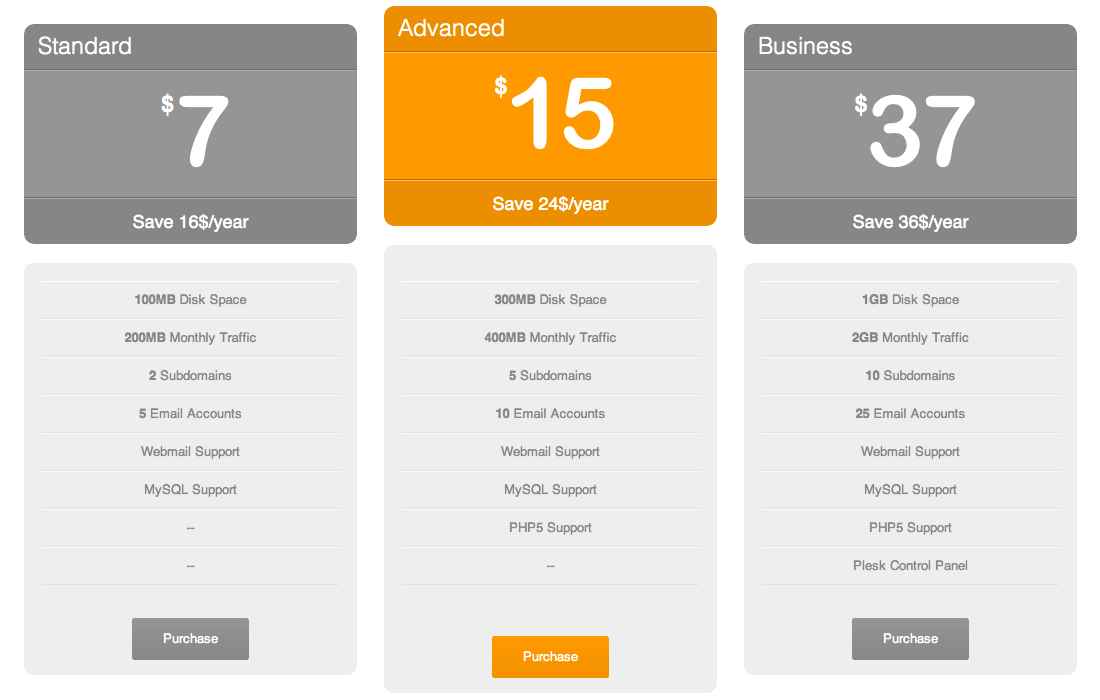 Standard
$7
Save 16$/year
100MB Disk Space
200MB Monthly Traffic
2 Subdomains
5 Email Accounts
Webmail Support
MySQL Support
--
--
Purchase
Advanced
$15
Save 24$/year
300MB Disk Space
400MB Monthly Traffic
5 Subdomains
10 Email Accounts
Webmail Support
MySQL Support
PHP5 Support
--
Purchase
Business
$37
Save 36$/year
1GB Disk Space
2GB Monthly Traffic
10 Subdomains
25 Email Accounts
Webmail Support
MySQL Support
PHP5 Support
Plesk Control Panel
Purchase